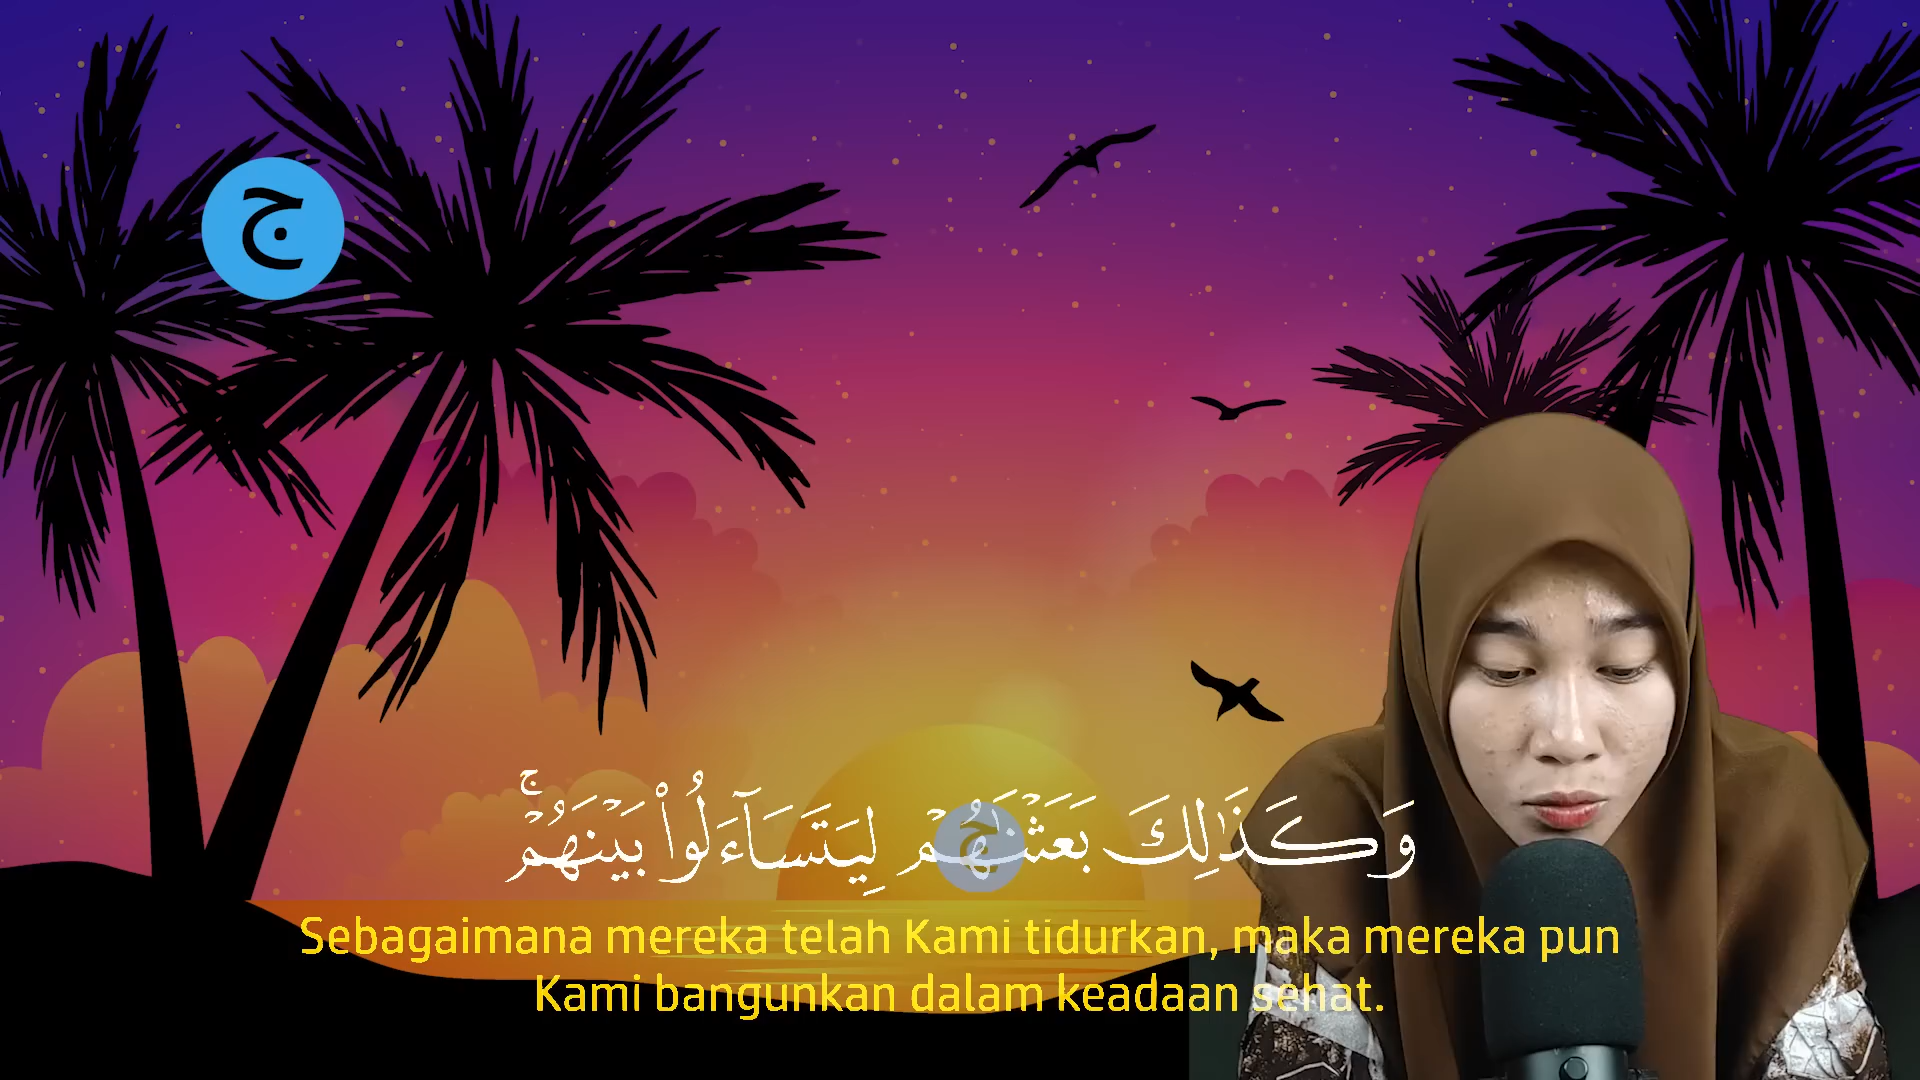 ج
وَكَذَٰلِكَ بَعَثْنَٰهُمْ لِيَتَسَآءَلُوا۟ بَيْنَهُمْ ۚ
ج
Sebagaimana mereka telah Kami tidurkan, maka mereka pun
Kami bangunkan dalam keadaan sehat.